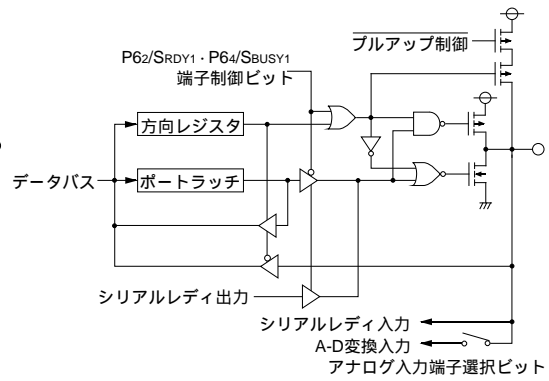 プルアップ制御
P62/SRDY1・P64/SBUSY1
端子制御ビット
方向レジスタ
データバス
ポートラッチ
シリアルレディ出力
シリアルレディ入力
A-D変換入力
アナログ入力端子選択ビット